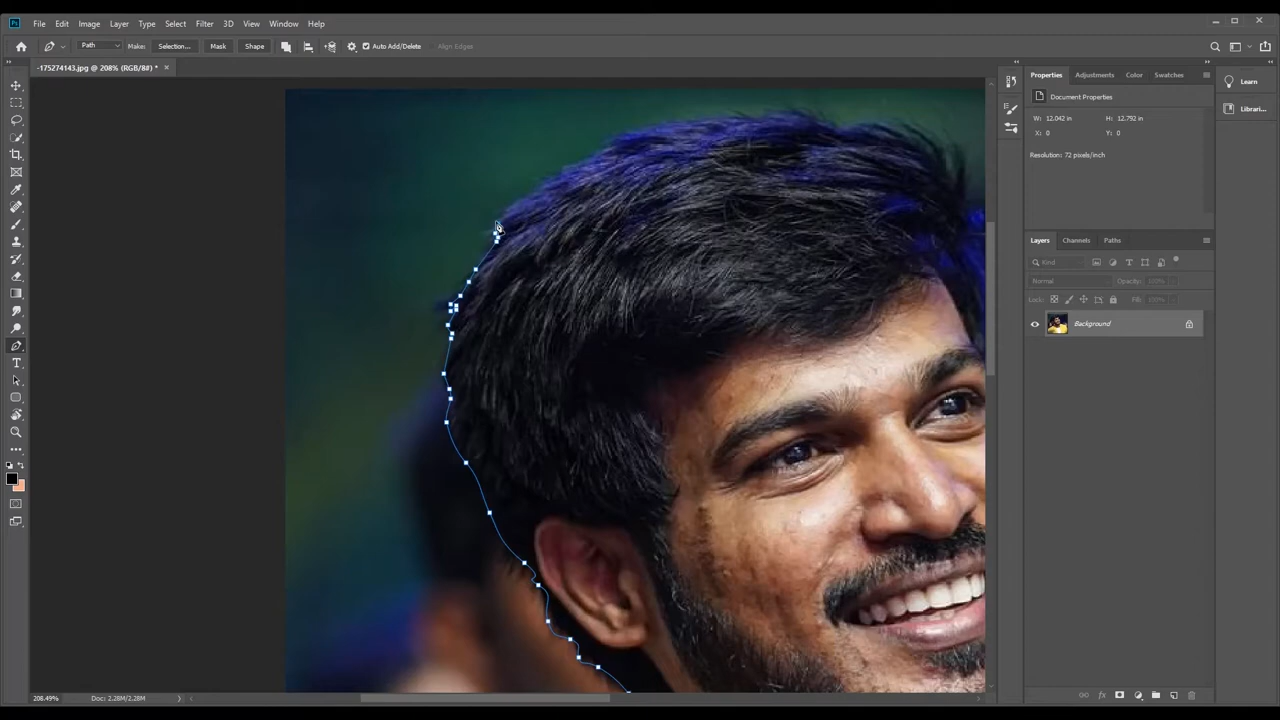 Ps File Edit Image Layer Type Select Filter 3D View Window Help
Path Make: Selection... Mask Shape Auto Add/Delete Align Edges
-175274143.jpg @ 208% (RGB/8#) * ×
Properties Adjustments Color Swatches
Learn
Document Properties
Librari...
W: 12.042 in H: 12.792 in
X: 0 Y: 0
Resolution: 72 pixels/inch
Layers Channels Paths
Kind
Normal Opacity: 100%
Lock: Fill: 100%
Background
T
208.49% Doc: 2.28M/2.28M